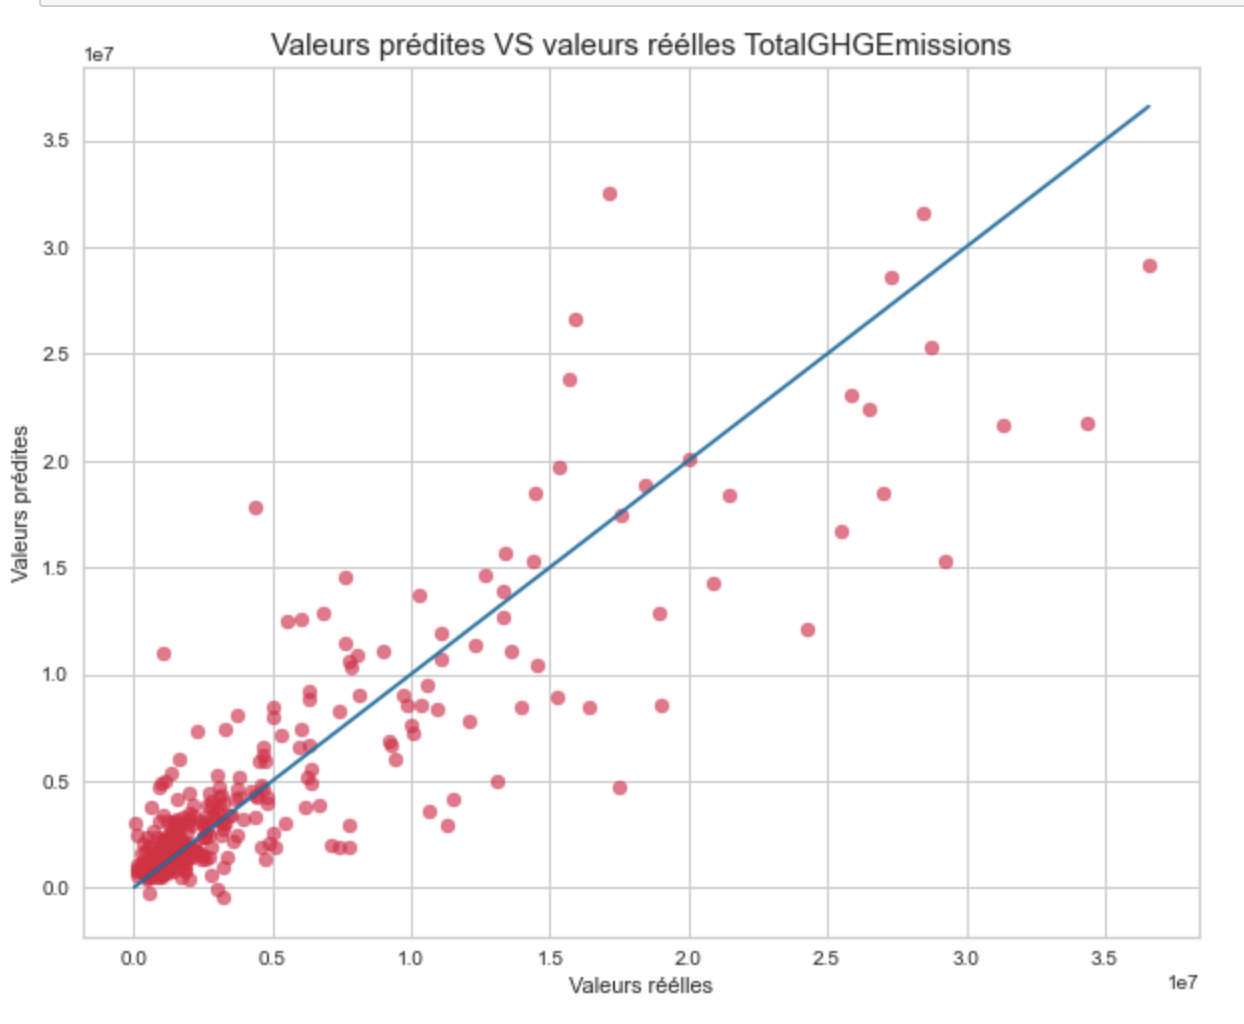 Valeurs prédites VS valeurs réélles TotalGHGEmissions
1e7
3.5
3.0
2.5
2.0
1.5
1.0
0.5
0.0
Valeurs prédites
0.0 0.5 1.0 1.5 2.0 2.5 3.0 3.5
Valeurs réélles
1e7